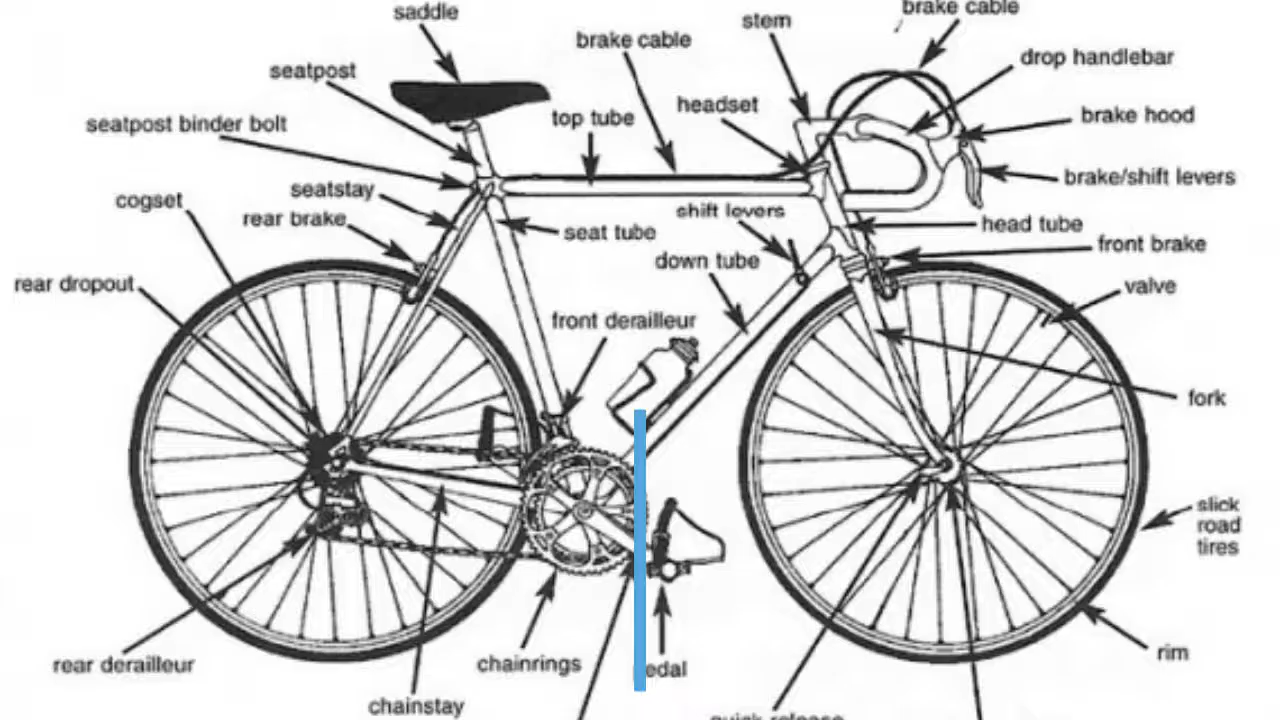 brake cable
saddle
stem
brake cable
drop handlebar
seatpost
headset
brake hood
seatpost binder bolt
top tube
brake/shift levers
seatstay
cogset
shift levers
rear brake
seat tube
head tube
front brake
down tube
rear dropout
valve
front derailleur
fork
slick
road
tires
rim
chainrings
rear derailleur
chainstay
quick release